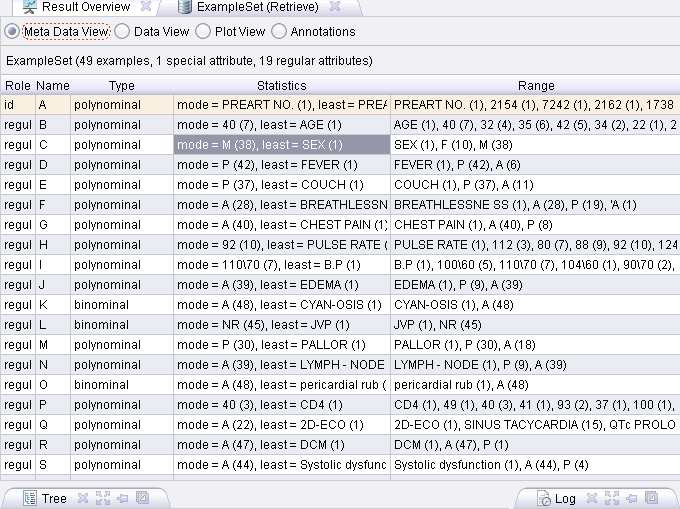 Result Overview ExampleSet (Retrieve)
Meta Data View Data View Plot View Annotations
ExampleSet (49 examples, 1 special attribute, 19 regular attributes)
Role Name Type Statistics Range
id A polynominal mode = PREART NO. (1), least = PREA PREART NO. (1), 2154 (1), 7242 (1), 2162 (1), 1738
regul B polynominal mode = 40 (7), least = AGE (1) AGE (1), 40 (7), 32 (4), 35 (6), 42 (5), 34 (2), 22 (1), 2
regul C polynominal mode = M (38), least = SEX (1) SEX (1), F (10), M (38)
regul D polynominal mode = P (42), least = FEVER (1) FEVER (1), P (42), A (6)
regul E polynominal mode = P (37), least = COUCH (1) COUCH (1), P (37), A (11)
regul F polynominal mode = A (28), least = BREATHLESSN BREATHLESSNE SS (1), A (28), P (19), 'A (1)
regul G polynominal mode = A (40), least = CHEST PAIN (1) CHEST PAIN (1), A (40), P (8)
regul H polynominal mode = 92 (10), least = PULSE RATE ( PULSE RATE (1), 112 (3), 80 (7), 88 (9), 92 (10), 124
regul I polynominal mode = 110\70 (7), least = B.P (1) B.P (1), 100\60 (5), 110\70 (7), 104\60 (1), 90\70 (2),
regul J polynominal mode = A (39), least = EDEMA (1) EDEMA (1), P (9), A (39)
regul K binominal mode = A (48), least = CYAN-OSIS (1) CYAN-OSIS (1), A (48)
regul L binominal mode = NR (45), least = JVP (1) JVP (1), NR (45)
regul M polynominal mode = P (30), least = PALLOR (1) PALLOR (1), P (30), A (18)
regul N polynominal mode = A (39), least = LYMPH - NODE LYMPH - NODE (1), P (9), A (39)
regul O binominal mode = A (48), least = pericardial rub ( pericardial rub (1), A (48)
regul P polynominal mode = 40 (3), least = CD4 (1) CD4 (1), 49 (1), 40 (3), 41 (1), 93 (2), 37 (1), 100 (1),
regul Q polynominal mode = A (22), least = 2D-ECO (1) 2D-ECO (1), SINUS TACYCARDIA (15), QTc PROLO
regul R polynominal mode = A (47), least = DCM (1) DCM (1), A (47), P (1)
regul S polynominal mode = A (44), least = Systolic dysfunc Systolic dysfunction (1), A (44), P (4)
Tree Log